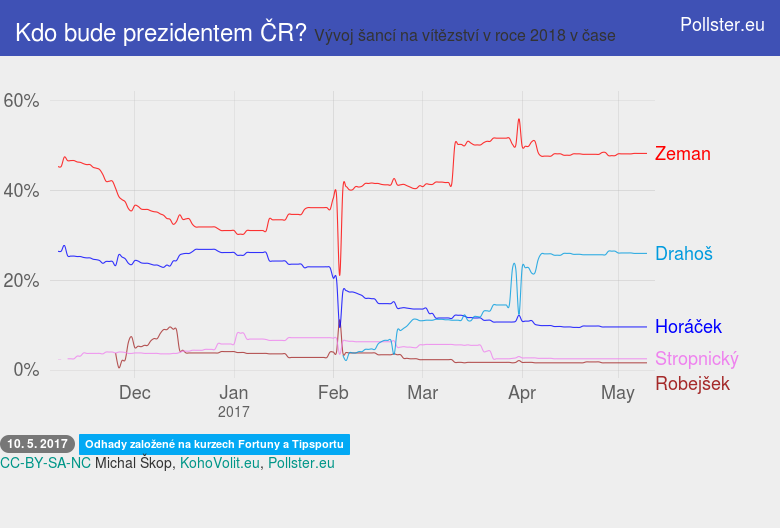 Kdo bude prezidentem ČR? Vývoj šancí na vítězství v roce 2018 v čase
Pollster.eu
60%
40%
20%
0%
Zeman
Drahoš
Horáček
Stropnický
Robejšek
Dec Jan Feb Mar Apr May
2017
10. 5. 2017 Odhady založené na kurzech Fortuny a Tipsportu
CC-BY-SA-NC Michal Škop, KohoVolit.eu, Pollster.eu